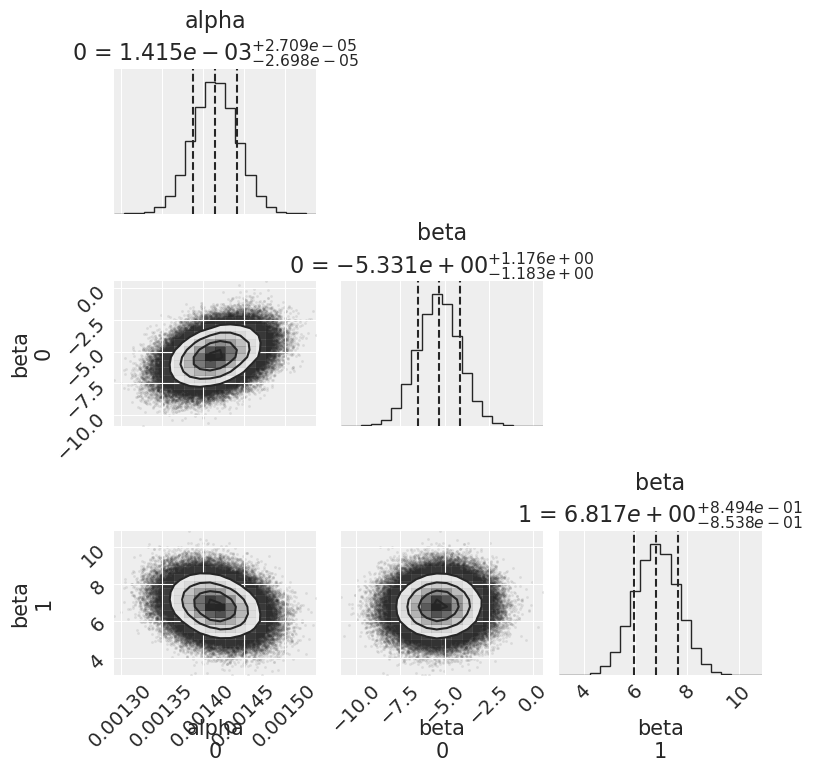 alpha
0 = 1.415e−03+2.709e−05−2.698e−05
beta
0 = −5.331e+00+1.176e+00−1.183e+00
beta
0
0.0
−2.5
−5.0
−7.5
−10.0
beta
1 = 6.817e+00+8.494e−01−8.538e−01
beta
1
10
8
6
4
0.00130 0.00135 0.00140 0.00145 0.00150
−10.0 −7.5 −5.0 −2.5 0.0
4 6 8 10
alpha
0
beta
0
beta
1